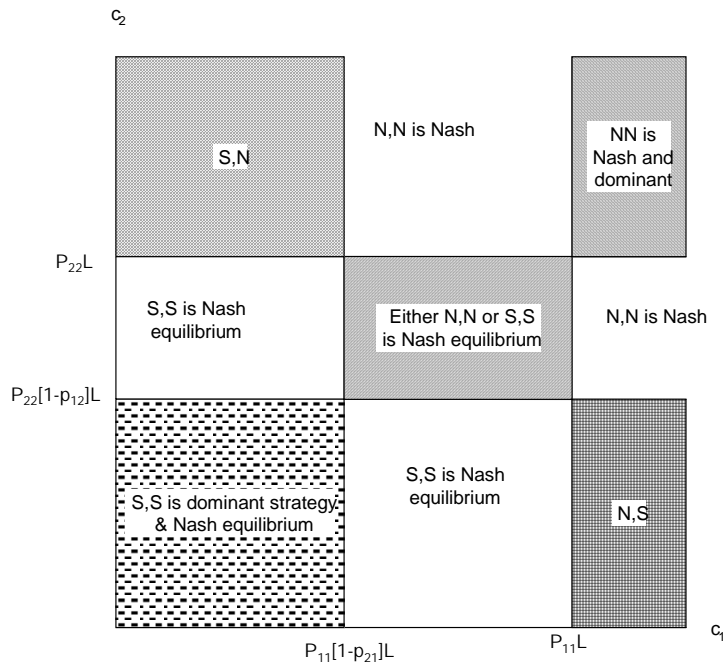 c₂
S,N
N,N is Nash
NN is
Nash and
dominant
P₂₂L
S,S is Nash
equilibrium
Either N,N or S,S
is Nash equilibrium
N,N is Nash
P₂₂[1-p₁₂]L
S,S is dominant strategy
& Nash equilibrium
S,S is Nash
equilibrium
N,S
c₁
P₁₁[1-p₂₁]L
P₁₁L